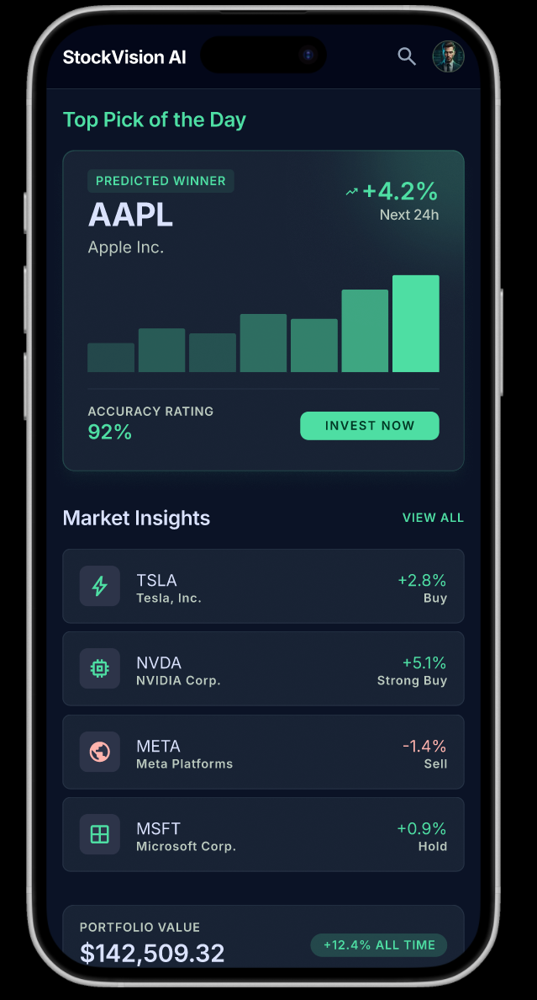 StockVision AI
Top Pick of the Day
PREDICTED WINNER
AAPL
Apple Inc.
+4.2%
Next 24h
ACCURACY RATING
92%
INVEST NOW
Market Insights
VIEW ALL
TSLA
Tesla, Inc.
+2.8%
Buy
NVDA
NVIDIA Corp.
+5.1%
Strong Buy
META
Meta Platforms
-1.4%
Sell
MSFT
Microsoft Corp.
+0.9%
Hold
PORTFOLIO VALUE
$142,509.32
+12.4% ALL TIME